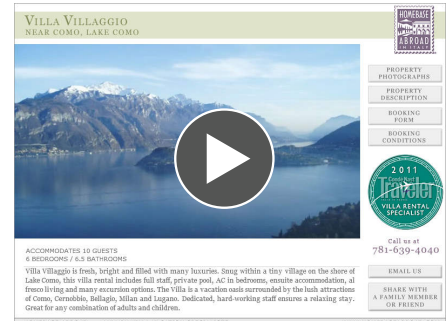 VILLA VILLAGGIO
NEAR COMO, LAKE COMO
HOMEBASE
ABROAD
IN ITALY
PROPERTY
PHOTOGRAPHS
PROPERTY
DESCRIPTION
BOOKING
FORM
BOOKING
CONDITIONS
2011
Condé Nast
Traveler
VILLA RENTAL
SPECIALIST
Call us at
781-639-4040
EMAIL US
SHARE WITH
A FAMILY MEMBER
OR FRIEND
ACCOMMODATES 10 GUESTS
6 BEDROOMS / 6.5 BATHROOMS
Villa Villaggio is fresh, bright and filled with many luxuries. Snug within a tiny village on the shore of
Lake Como, this villa rental includes full staff, private pool, AC in bedrooms, ensuite accommodation, al
fresco living and many excursion options. The Villa is a vacation oasis surrounded by the lush attractions
of Como, Cernobbio, Bellagio, Milan and Lugano. Dedicated, hard-working staff ensures a relaxing stay.
Great for any combination of adults and children.